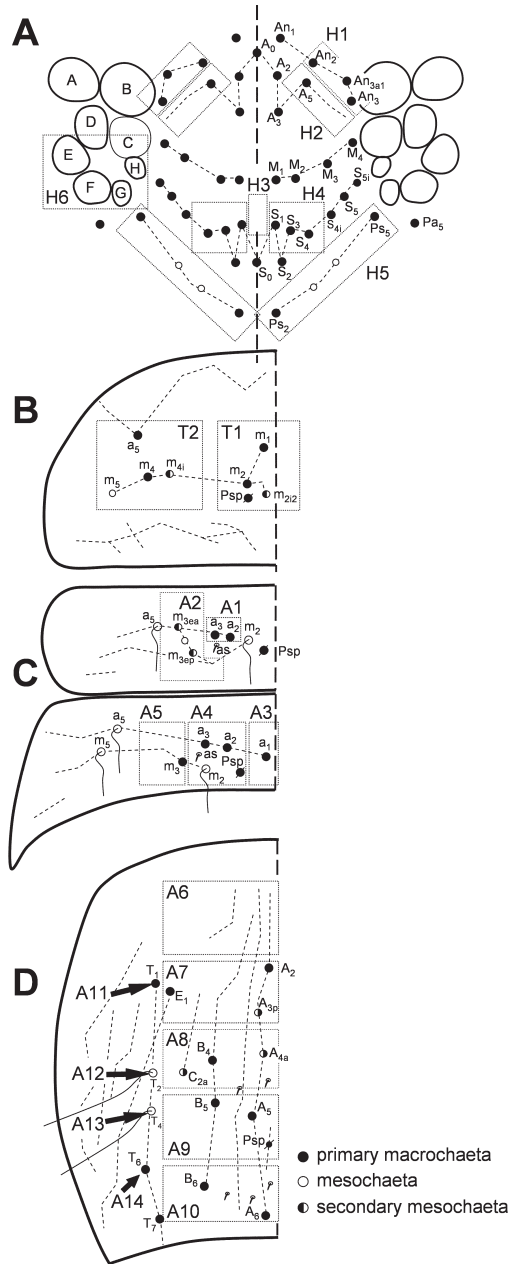 A
An1 H1
A0
A2 An2
An3a1
A5 An3
A B
A3
H2
D
C
M4
E
H
M1 M2 M3
H3 H4
F
G
H6
S5i
S5
S1 S3
S4 S4i
Ps5 Pa5
S0 S2
H5
Ps2
B
T2 T1
a5 m1
m4 m4i
m5 m2
Psp m2i2
A2 A1
a5 m3ea a3 a2 m2
as
m3ep Psp
C
A5 A4 A3
a5
m5 a3 a2 a1
as
m3 Psp
m2
A6
D
A7
T1 A2
A11 E1
A3p
A8
B4 A4a
A12
T2 C2a
B5 A5
A13
T4
Psp
A9
T6
A14 B6
T7 A10 A6
primary macrochaeta
mesochaeta
secondary mesochaeta